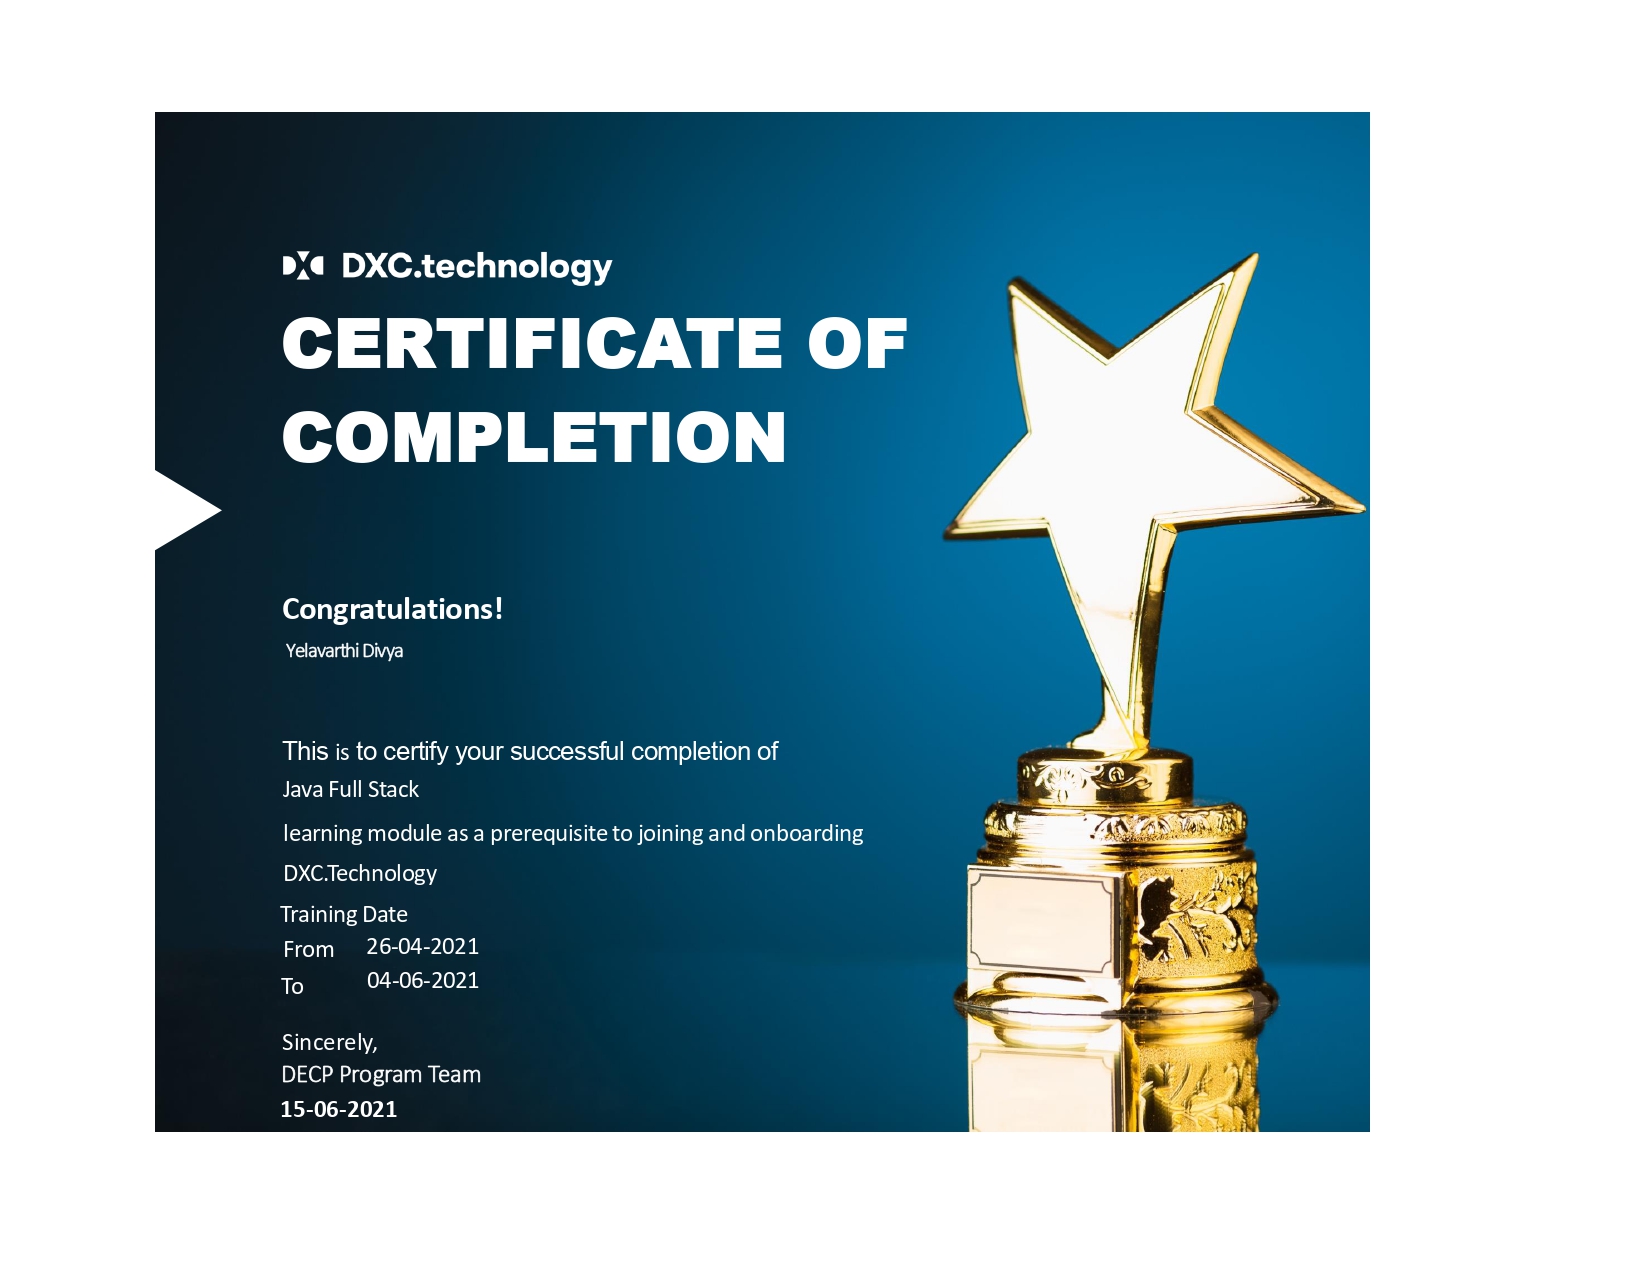 DXC.technology
CERTIFICATE OF
COMPLETION
Congratulations!
Yelavarthi Divya
This is to certify your successful completion of
Java Full Stack
learning module as a prerequisite to joining and onboarding
DXC.Technology
Training Date
From 26-04-2021
To 04-06-2021
Sincerely,
DECP Program Team
15-06-2021